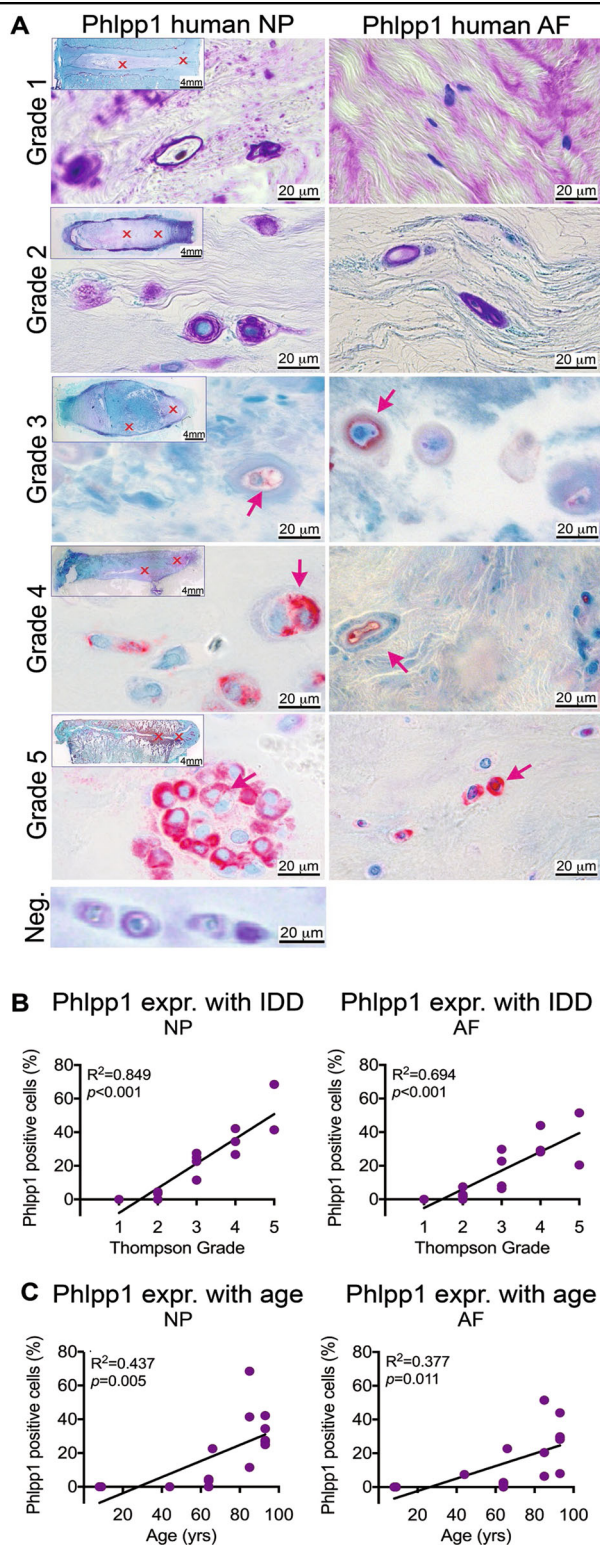 A
Phlpp1 human NP
Phlpp1 human AF
Grade 1
4mm
20 µm
20 µm
Grade 2
4mm
20 µm
20 µm
Grade 3
4mm
20 µm
20 µm
Grade 4
4mm
20 µm
20 µm
Grade 5
4mm
20 µm
20 µm
Neg.
20 µm
B
Phlpp1 expr. with IDD
NP
Phlpp1 positive cells (%)
80
60
40
20
0
R²=0.849
p<0.001
1 2 3 4 5
Thompson Grade
Phlpp1 expr. with IDD
AF
Phlpp1 positive cells (%)
80
60
40
20
0
R²=0.694
p<0.001
1 2 3 4 5
Thompson Grade
C
Phlpp1 expr. with age
NP
Phlpp1 positive cells (%)
80
60
40
20
0
R²=0.437
p=0.005
20 40 60 80 100
Age (yrs)
Phlpp1 expr. with age
AF
Phlpp1 positive cells (%)
80
60
40
20
0
R²=0.377
p=0.011
20 40 60 80 100
Age (yrs)